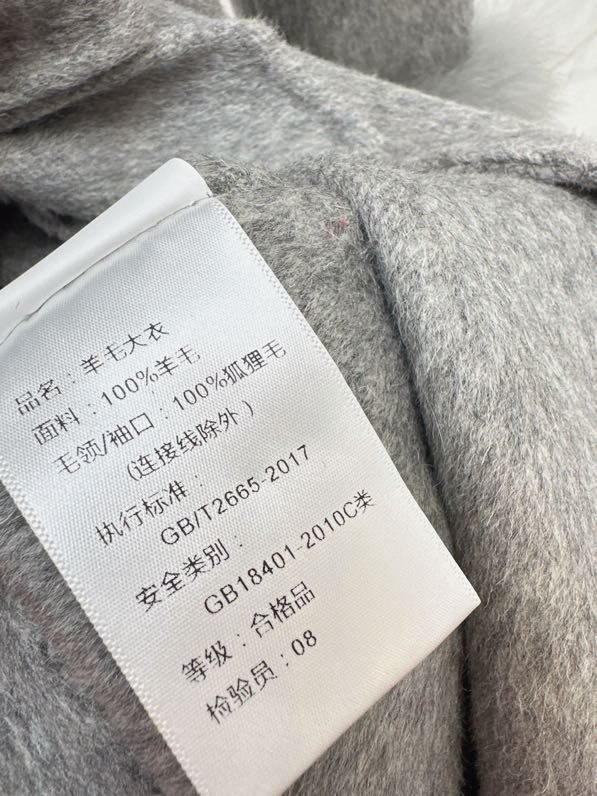 品名：羊毛大衣
面料：100%羊毛
毛领/袖口：100%狐狸毛
(连接线除外)
执行标准：
GB/T2665-2017
安全类别：
GB18401-2010C类
等级：合格品
检验员：08